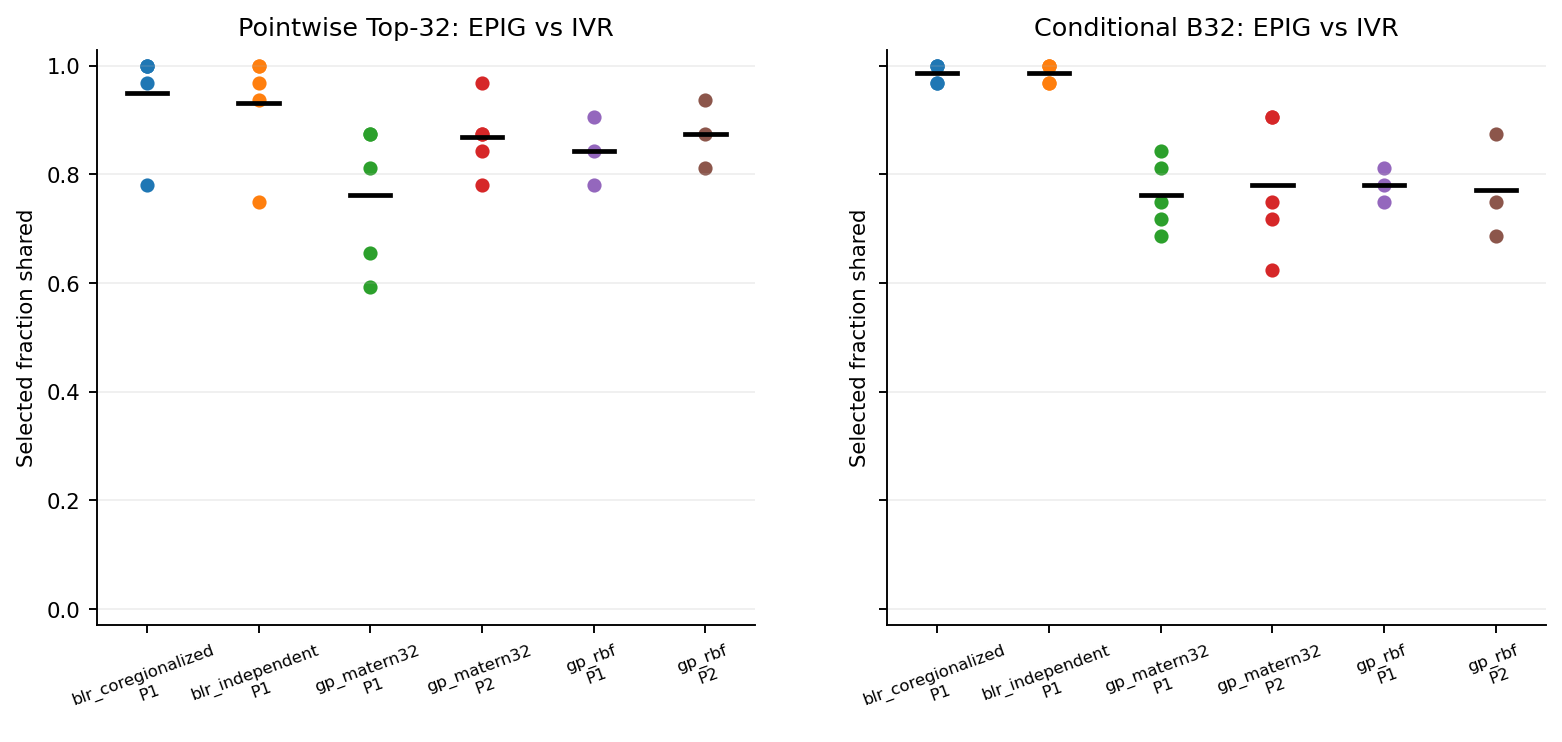 Pointwise Top-32: EPIG vs IVR
Selected fraction shared
1.0
0.8
0.6
0.4
0.2
0.0
blr_coregionalized
P1
blr_independent
P1
gp_matern32
P1
gp_matern32
P2
gp_rbf
P1
gp_rbf
P2
Conditional B32: EPIG vs IVR
Selected fraction shared
blr_coregionalized
P1
blr_independent
P1
gp_matern32
P1
gp_matern32
P2
gp_rbf
P1
gp_rbf
P2